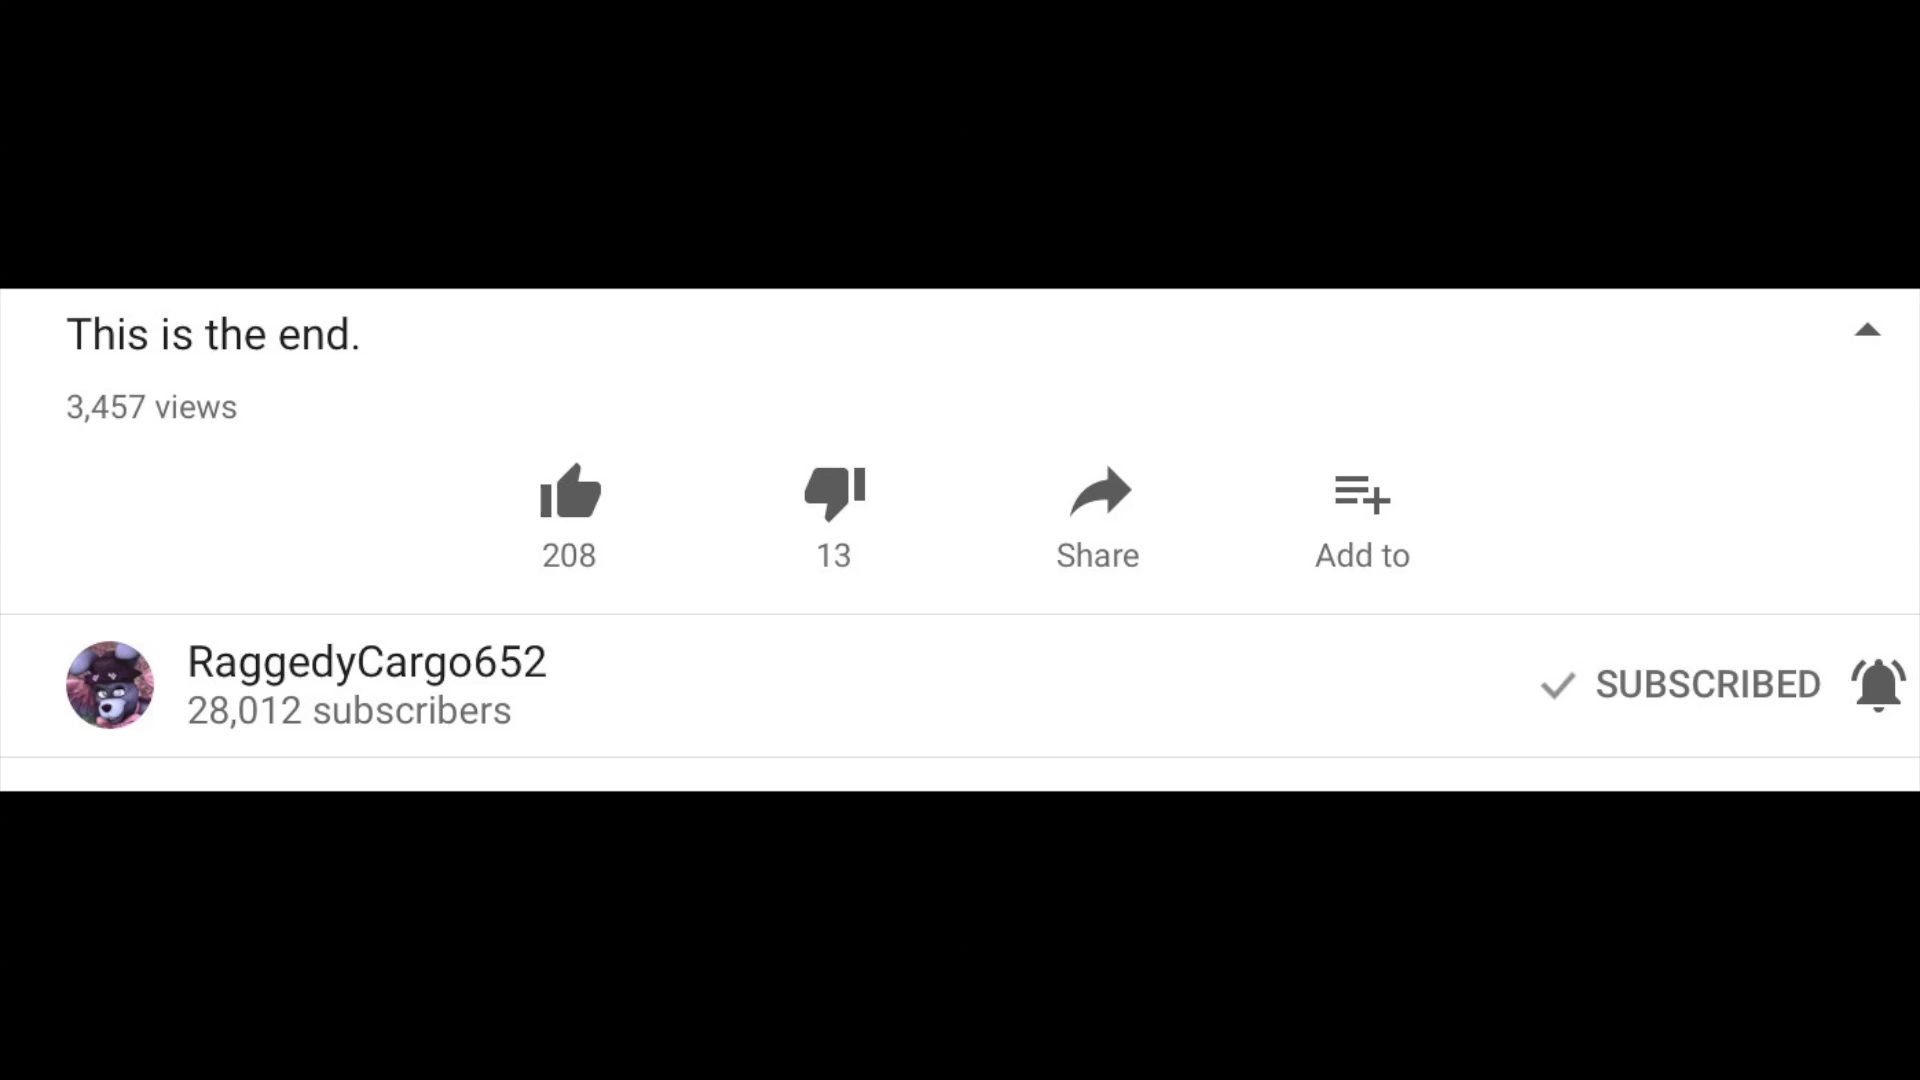 This is the end.
3,457 views
208
13
Share
Add to
RaggedyCargo652
28,012 subscribers
SUBSCRIBED